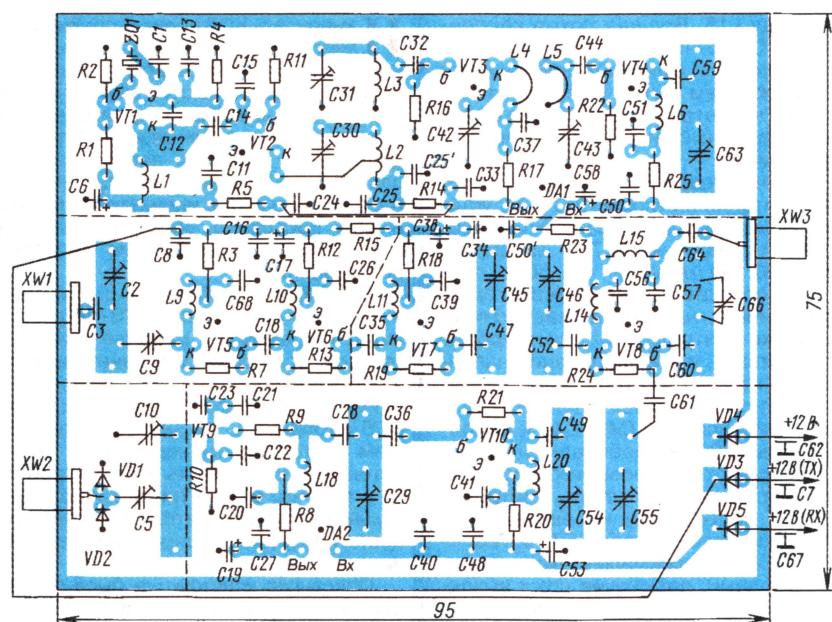 R2
ZQ1
C1
C13
R4
C15
R11
C31
L3
C32
б
R16
VT3
к
L4
L5
C44
VT4
к
C59
б
э
к
VT1
C12
C14
б
э
VT2
к
C30
L2
C42
э
C37
C43
R22
б
C51
э
L6
C63
R1
C6
+
L1
C11
R5
C24
C25
C25'
R14
C33
R17
Вых
DA1
Вх
C58
+
C50
R25
XW3
XW1
C3
C2
C8
C16
R3
C17
+
R12
R15
C38
+
R18
C34
C50'
R23
L15
C64
L9
C68
L10
C26
L11
C39
C45
C46
L14
C56
C57
C66
C9
к
э
VT5
б
C18
к
э
VT6
б
C35
к
э
VT7
б
C47
C52
к
э
VT8
б
C60
R7
R13
R19
R24
75
XW2
C10
VD1
C5
VD2
C23
C21
VT9
R9
C28
C36
R21
б
VT10
к
э
C49
C61
VD4
+12В
C62
VD3
+12В(TX)
C7
VD5
+12В(RX)
C67
R10
C22
C20
L18
R8
C29
C41
L20
R20
C54
C55
C19
+
C27
Вых
DA2
Вх
C40
C48
+
C53
95